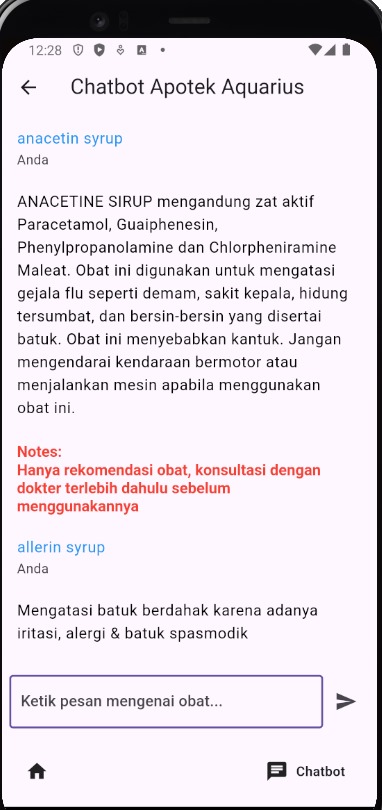 12:28
Chatbot Apotek Aquarius
anacetin syrup
Anda
ANACETINE SIRUP mengandung zat aktif
Paracetamol, Guaiphenesin,
Phenylpropanolamine dan Chlorpheniramine
Maleat. Obat ini digunakan untuk mengatasi
gejala flu seperti demam, sakit kepala, hidung
tersumbat, dan bersin-bersin yang disertai
batuk. Obat ini menyebabkan kantuk. Jangan
mengendarai kendaraan bermotor atau
menjalankan mesin apabila menggunakan
obat ini.
Notes:
Hanya rekomendasi obat, konsultasi dengan
dokter terlebih dahulu sebelum
menggunakannya
allerin syrup
Anda
Mengatasi batuk berdahak karena adanya
iritasi, alergi & batuk spasmodik
Ketik pesan mengenai obat...
Chatbot